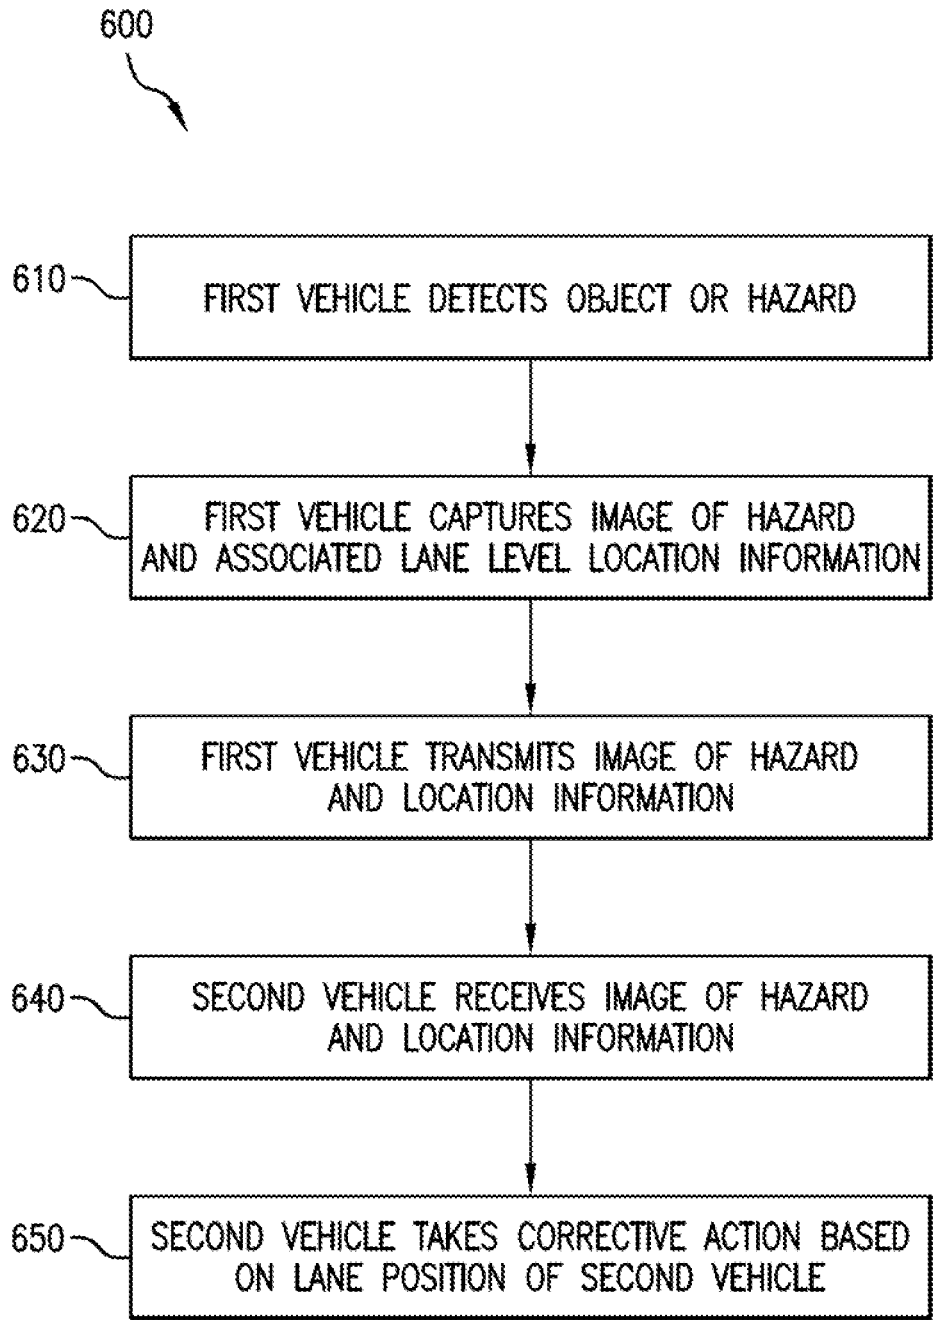 600
610
FIRST VEHICLE DETECTS OBJECT OR HAZARD
620
FIRST VEHICLE CAPTURES IMAGE OF HAZARD
AND ASSOCIATED LANE LEVEL LOCATION INFORMATION
630
FIRST VEHICLE TRANSMITS IMAGE OF HAZARD
AND LOCATION INFORMATION
640
SECOND VEHICLE RECEIVES IMAGE OF HAZARD
AND LOCATION INFORMATION
650
SECOND VEHICLE TAKES CORRECTIVE ACTION BASED
ON LANE POSITION OF SECOND VEHICLE